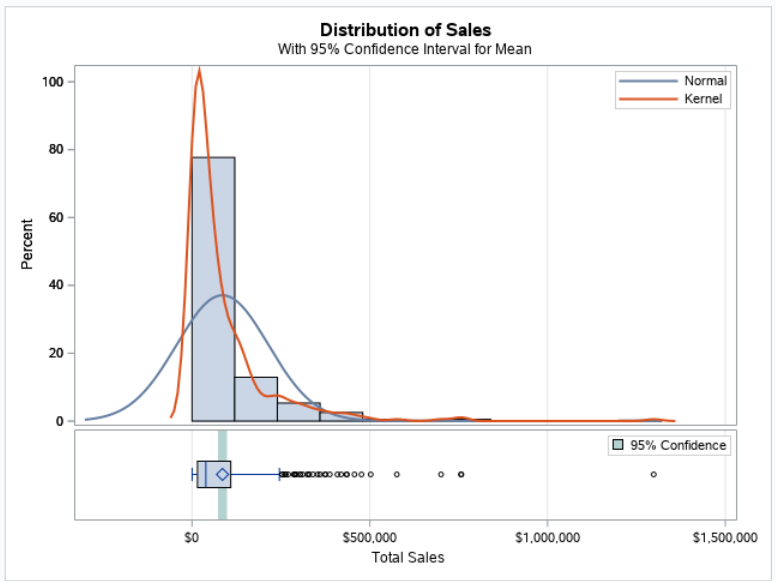 Distribution of Sales
With 95% Confidence Interval for Mean
Normal
Kernel
100
80
60
40
20
0
Percent
95% Confidence
$0
$500,000
$1,000,000
$1,500,000
Total Sales